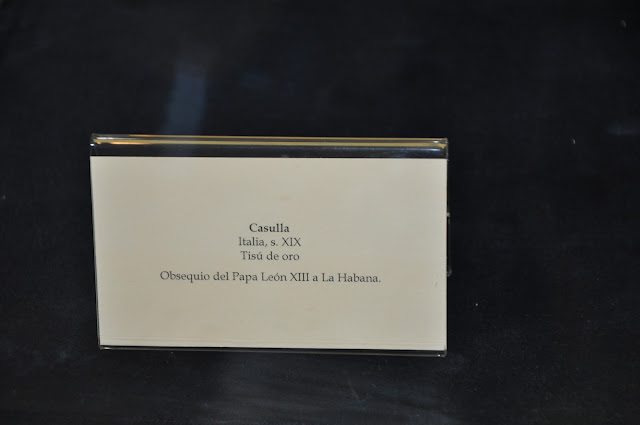 Casulla
Italia, s. XIX
Tisú de oro
Obsequio del Papa León XIII a La Habana.